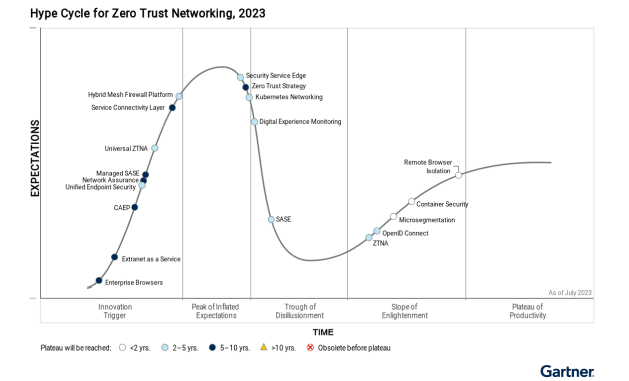 Hype Cycle for Zero Trust Networking, 2023
EXPECTATIONS
Security Service Edge
Zero Trust Strategy
Hybrid Mesh Firewall Platform
Kubernetes Networking
Service Connectivity Layer
Digital Experience Monitoring
Universal ZTNA
Remote Browser
Isolation
Managed SASE
Network Assurance
Unified Endpoint Security
Container Security
CAEP
Microsegmentation
SASE
OpenID Connect
ZTNA
Extranet as a Service
Enterprise Browsers
As of July 2023
Innovation
Trigger
Peak of Inflated
Expectations
Trough of
Disillusionment
Slope of
Enlightenment
Plateau of
Productivity
TIME
Plateau will be reached: <2 yrs. 2–5 yrs. 5–10 yrs. >10 yrs. Obsolete before plateau
Gartner